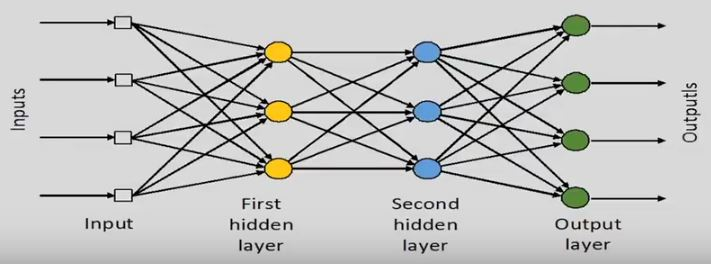 Inputs
Outputls
Input
First
hidden
layer
Second
hidden
layer
Output
layer